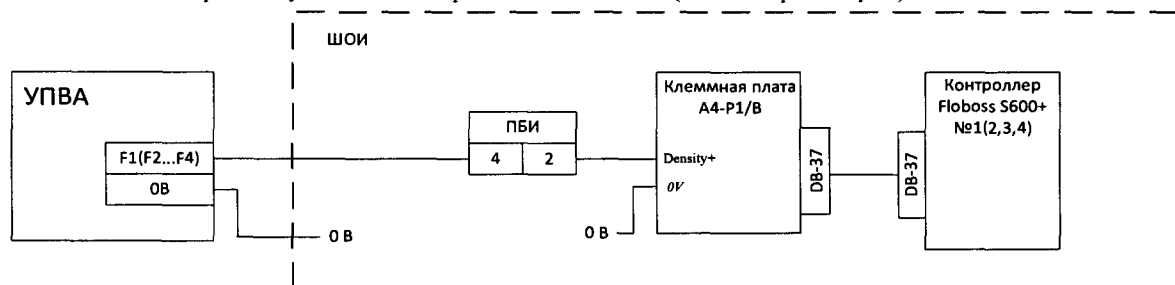 ШОИ
УПВА
F1(F2...F4)
0В
0 В
ПБИ
4 2
Клеммная плата
А4-Р1/В
Density+
0V
0 В
DB-37
DB-37
Контроллер
Floboss S600+
№1(2,3,4)